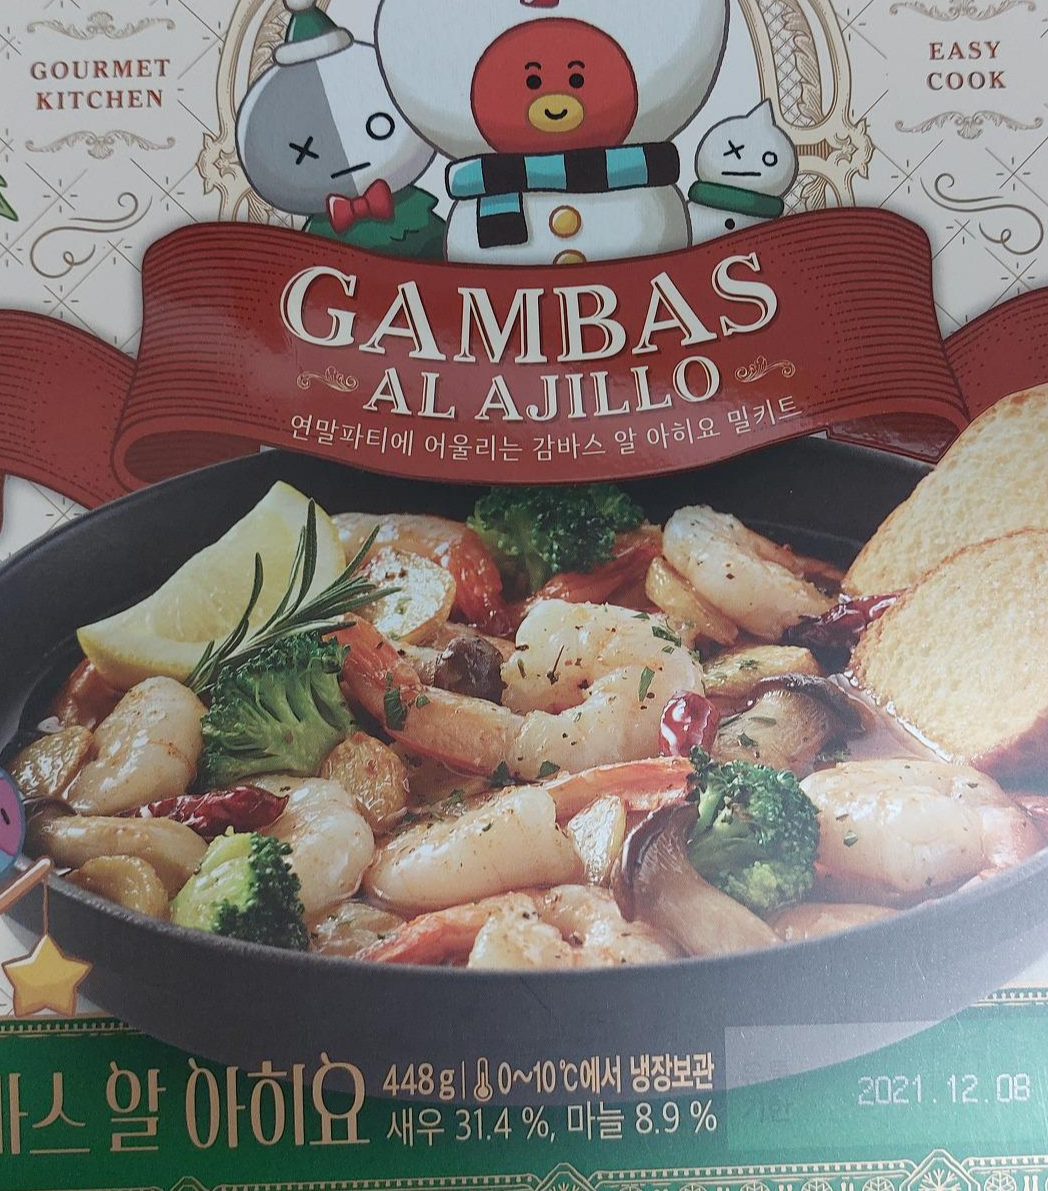 GOURMET
KITCHEN
EASY
COOK
GAMBAS
AL AJILLO
연말파티에 어울리는 감바스 알 아히요 밀키트
바스 알 아히요
448g | 0~10℃에서 냉장보관
새우 31.4 %, 마늘 8.9 %
기한
2021.12.08